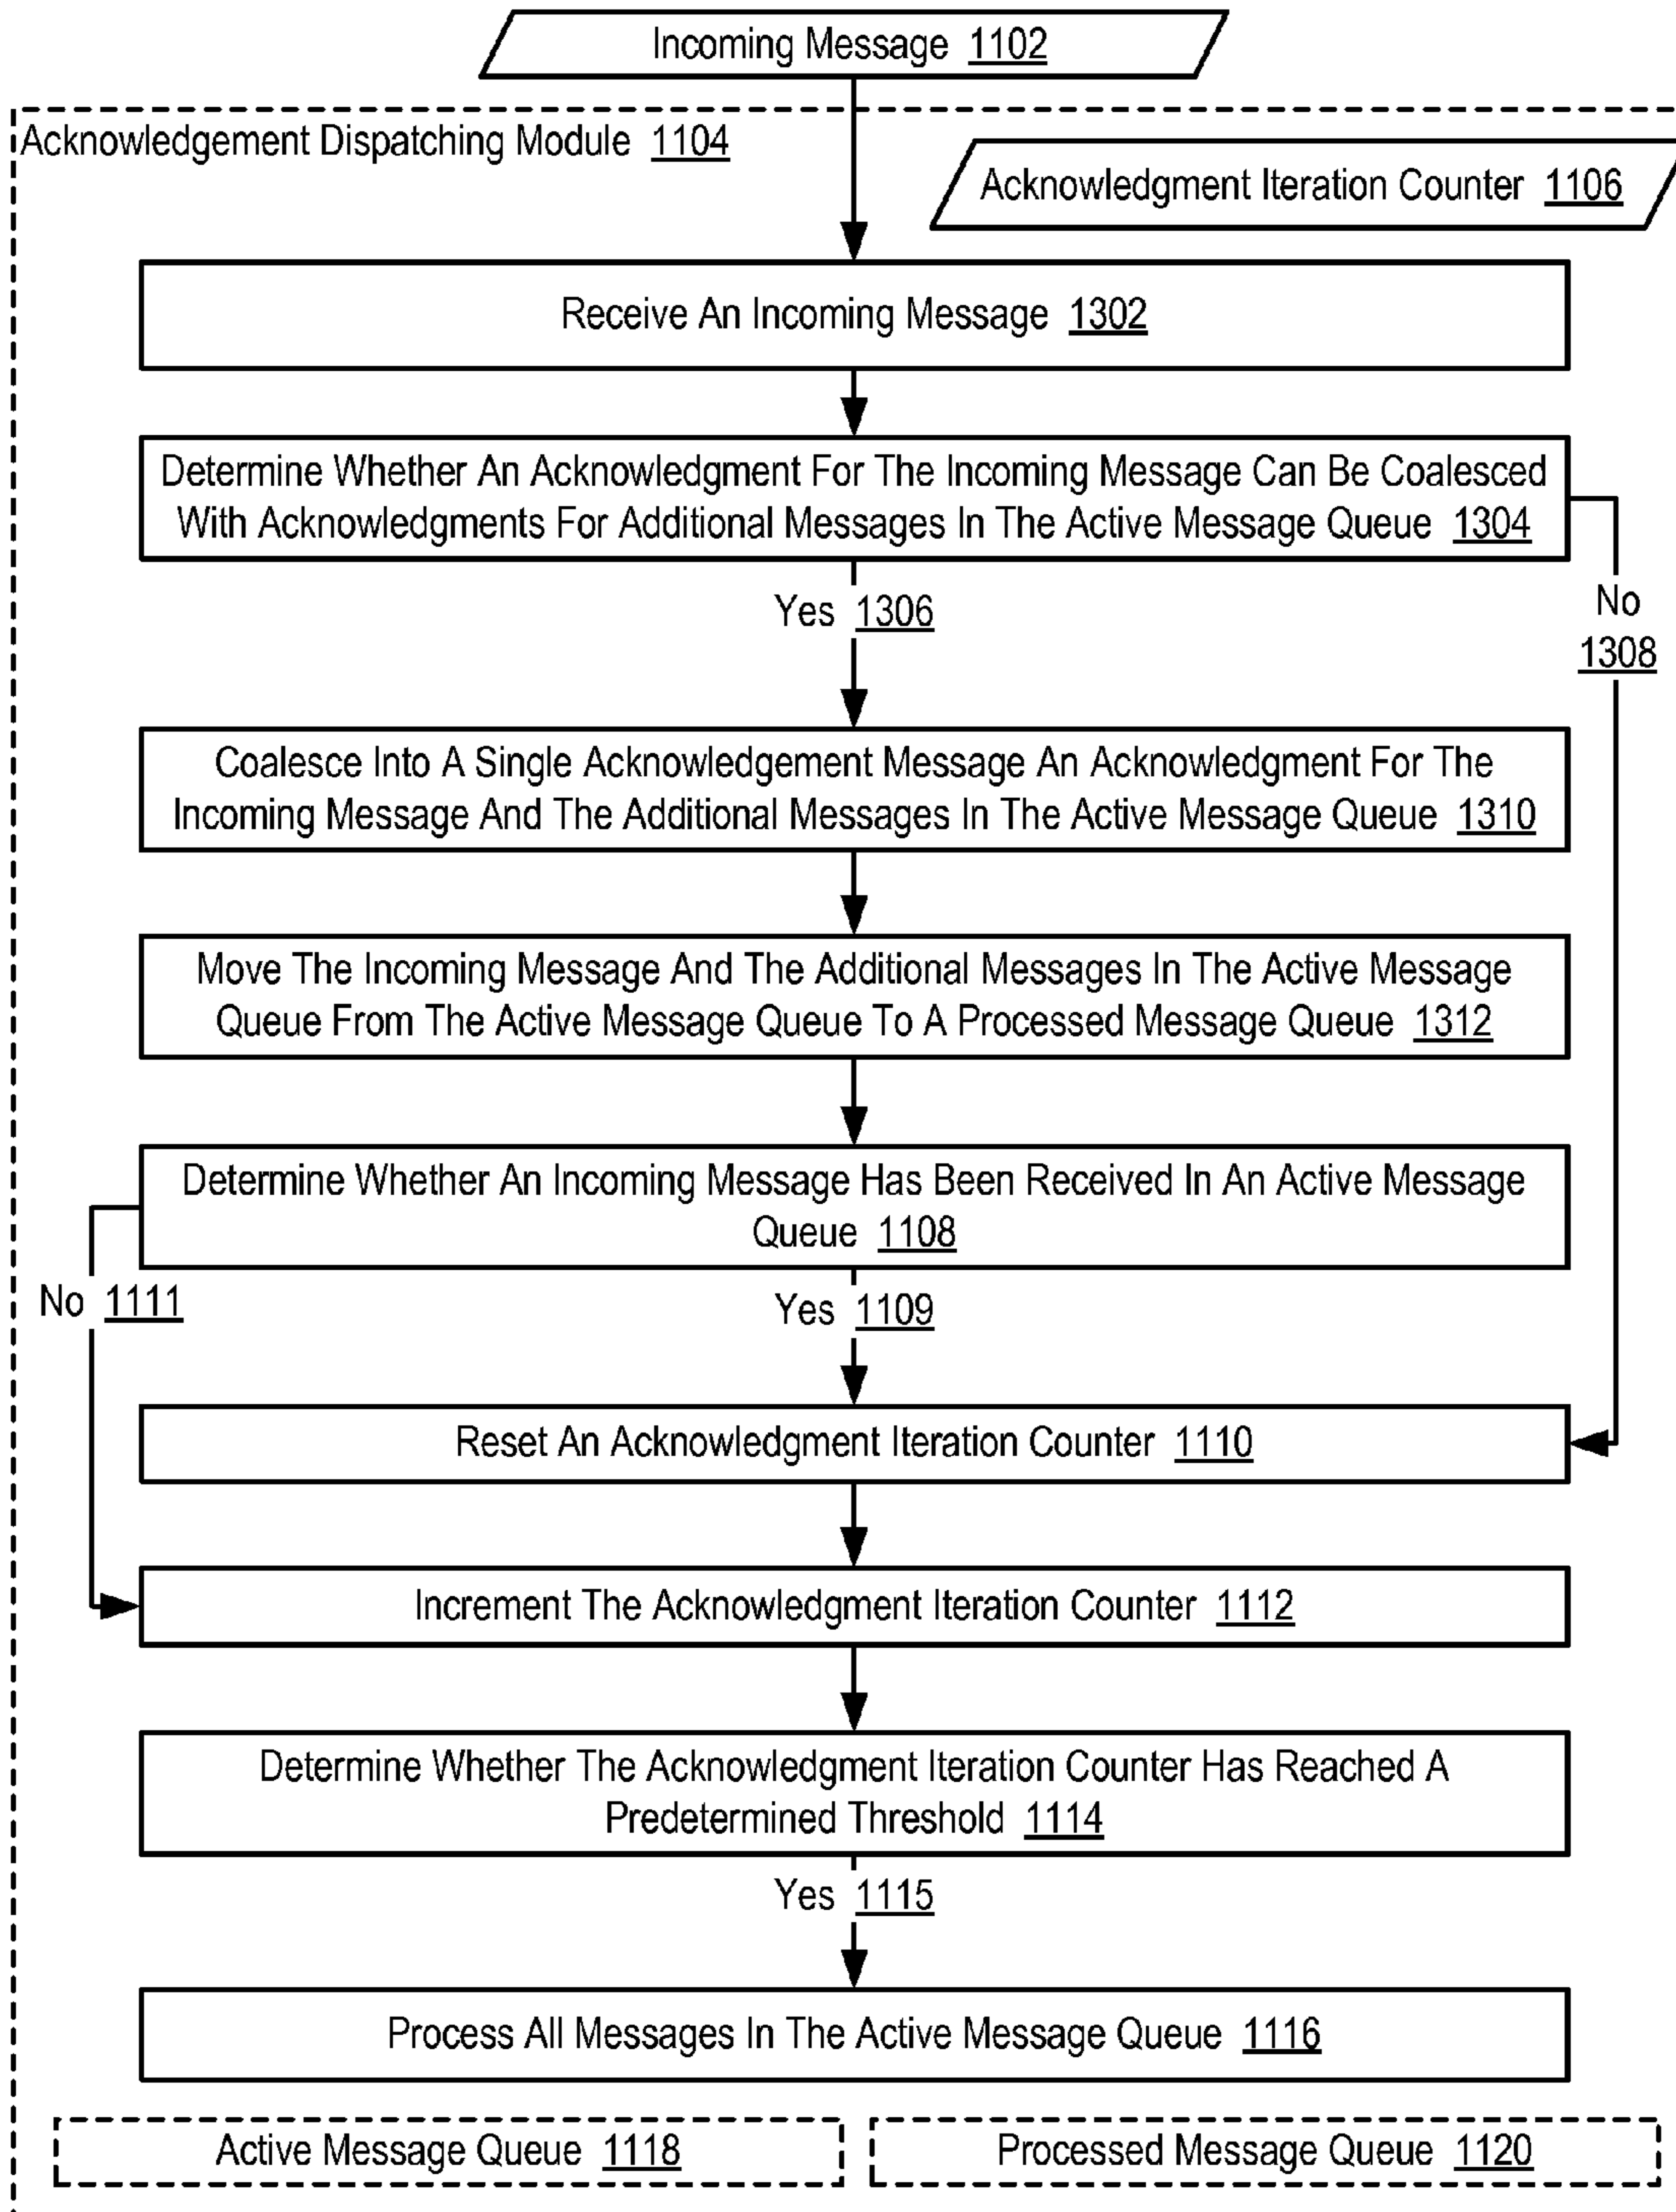 Incoming Message 1102
Acknowledgement Dispatching Module 1104
Acknowledgment Iteration Counter 1106
Receive An Incoming Message 1302
Determine Whether An Acknowledgment For The Incoming Message Can Be Coalesced
With Acknowledgments For Additional Messages In The Active Message Queue 1304
Yes 1306
No
1308
Coalesce Into A Single Acknowledgement Message An Acknowledgment For The
Incoming Message And The Additional Messages In The Active Message Queue 1310
Move The Incoming Message And The Additional Messages In The Active Message
Queue From The Active Message Queue To A Processed Message Queue 1312
Determine Whether An Incoming Message Has Been Received In An Active Message
Queue 1108
No 1111
Yes 1109
Reset An Acknowledgment Iteration Counter 1110
Increment The Acknowledgment Iteration Counter 1112
Determine Whether The Acknowledgment Iteration Counter Has Reached A
Predetermined Threshold 1114
Yes 1115
Process All Messages In The Active Message Queue 1116
Active Message Queue 1118
Processed Message Queue 1120